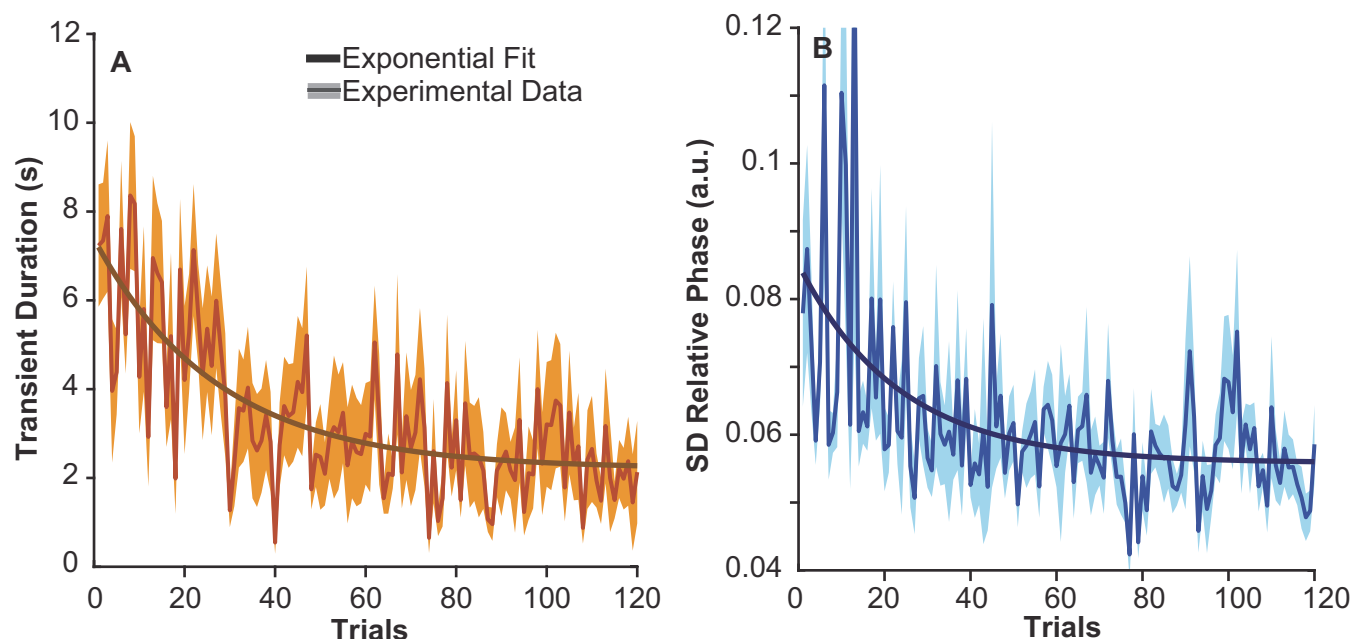 A
Exponential Fit
Experimental Data
Transient Duration (s)
12
10
8
6
4
2
0
0 20 40 60 80 100 120
Trials
B
SD Relative Phase (a.u.)
0.12
0.1
0.08
0.06
0.04
0 20 40 60 80 100 120
Trials